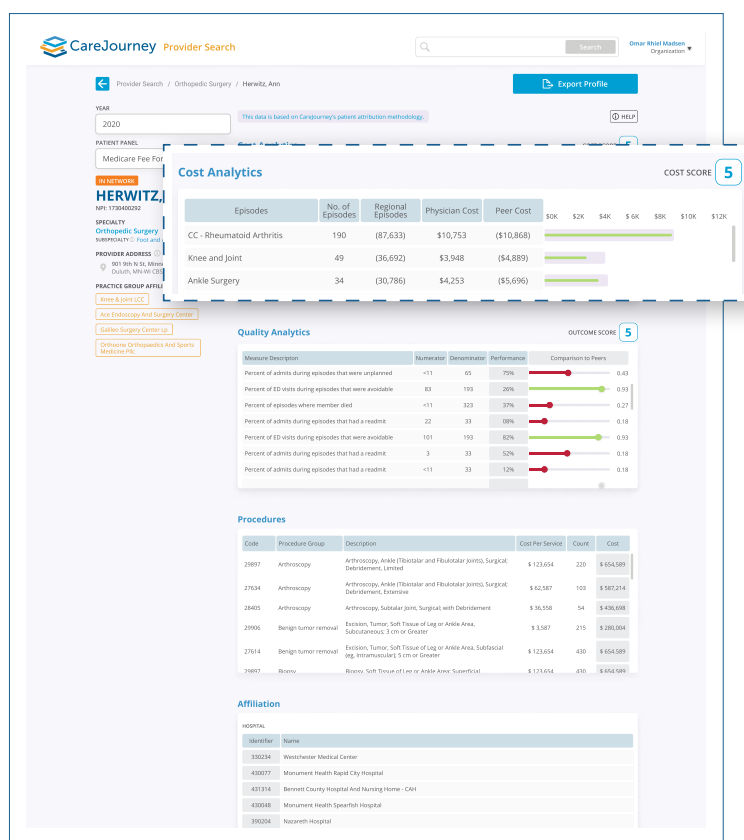 CareJourney Provider Search
Search
Omar Rhiel Madsen
Organization
Provider Search / Orthopedic Surgery / Herwitz, Ann
Export Profile
YEAR
2020
This data is based on CareJourney's patient attribution methodology.
HELP
PATIENT PANEL
Medicare Fee For
IN NETWORK
HERWITZ,
NPI: 1730400292
SPECIALTY
Orthopedic Surgery
SUBSPECIALTY Foot and
PROVIDER ADDRESS
901 9th N St, Minne
Duluth, MN-WI CBS
PRACTICE GROUP AFFILI
Knee & Joint LCC
Ace Endoscopy And Surgery Center
Galileo Surgery Center Lp
Orthoone Orthopaedics And Sports
Medicine Pllc
Cost Analytics
COST SCORE 5
Episodes No. of Episodes Regional Episodes Physician Cost Peer Cost $0K $2K $4K $ 6K $8K $10K $12K
CC - Rheumatoid Arthritis 190 (87,633) $10,753 ($10,868)
Knee and Joint 49 (36,692) $3,948 ($4,889)
Ankle Surgery 34 (30,786) $4,253 ($5,696)
Quality Analytics
OUTCOME SCORE 5
Measure Descripton Numerator Denominator Performance Comparison to Peers
Percent of admits during episodes that were unplanned <11 65 75% 0.43
Percent of ED visits during episodes that were avoidable 83 193 26% 0.93
Percent of episodes where member died <11 323 37% 0.27
Percent of admits during episodes that had a readmit 22 33 08% 0.18
Percent of ED visits during episodes that were avoidable 101 193 82% 0.93
Percent of admits during episodes that had a readmit 3 33 52% 0.18
Percent of admits during episodes that had a readmit <11 33 12% 0.18
Procedures
Code Procedure Group Description Cost Per Service Count Cost
29897 Arthroscopy Arthroscopy, Ankle (Tibiotalar and Fibulotalar Joints), Surgical; Debridement, Limited $ 123,654 220 $ 654,589
27634 Arthroscopy Arthroscopy, Ankle (Tibiotalar and Fibulotalar Joints), Surgical; Debridement, Extensive $ 62,587 103 $ 587,214
28405 Arthroscopy Arthroscopy, Subtalar Joint, Surgical; with Debridement $ 36,558 54 $ 436,698
29906 Benign tumor removal Excision, Tumor, Soft Tissue of Leg or Ankle Area, Subcutaneous; 3 cm or Greater $ 3,587 215 $ 280,004
27614 Benign tumor removal Excision, Tumor, Soft Tissue of Leg or Ankle Area, Subfascial (eg, Intramuscular); 5 cm or Greater $ 123,654 430 $ 654.589
29897 Biopsy Biopsy, Soft Tissue of Leg or Ankle Area; Superficial $ 123,654 430 $ 654.589
Affiliation
HOSPITAL
Identifier Name
330234 Westchester Medical Center
430077 Monument Health Rapid City Hospital
431314 Bennett County Hospital And Nursing Home - CAH
430048 Monument Health Spearfish Hospital
390204 Nazareth Hospital